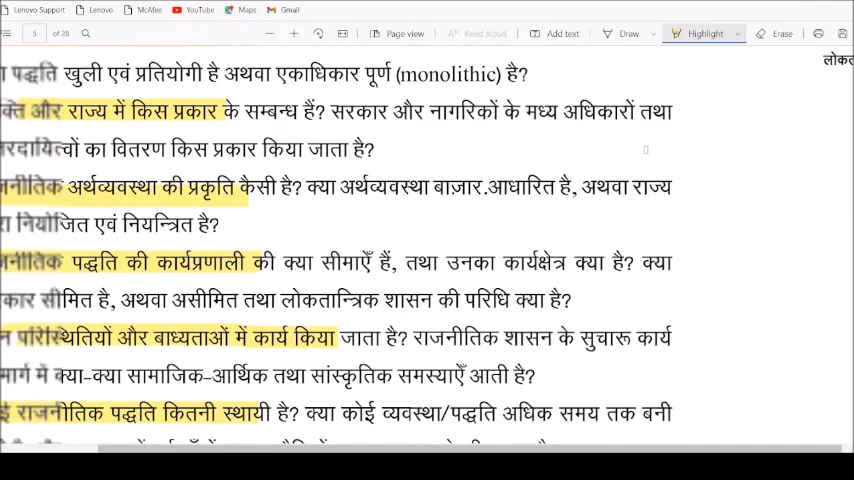 Lenovo Support Lenovo McAfee YouTube Maps Gmail
5 of 28 Page view Read aloud Add text Draw Highlight Erase
लोकत
पद्धति खुली एवं प्रतियोगी है अथवा एकाधिकार पूर्ण (monolithic) है?
और राज्य में किस प्रकार के सम्बन्ध हैं? सरकार और नागरिकों के मध्य अधिकारों तथा
वों का वितरण किस प्रकार किया जाता है?
अर्थव्यवस्था की प्रकृति कैसी है? क्या अर्थव्यवस्था बाज़ार.आधारित है, अथवा राज्य
नियोजित एवं नियन्त्रित है?
पद्धति की कार्यप्रणाली की क्या सीमाएँ हैं, तथा उनका कार्यक्षेत्र क्या है? क्या
सीमित है, अथवा असीमित तथा लोकतान्त्रिक शासन की परिधि क्या है?
परिस्थितियों और बाध्यताओं में कार्य किया जाता है? राजनीतिक शासन के सुचारू कार्य
मार्ग में क्या-क्या सामाजिक-आर्थिक तथा सांस्कृतिक समस्याएँ आती है?
राजनीतिक पद्धति कितनी स्थायी है? क्या कोई व्यवस्था/पद्धति अधिक समय तक बनी